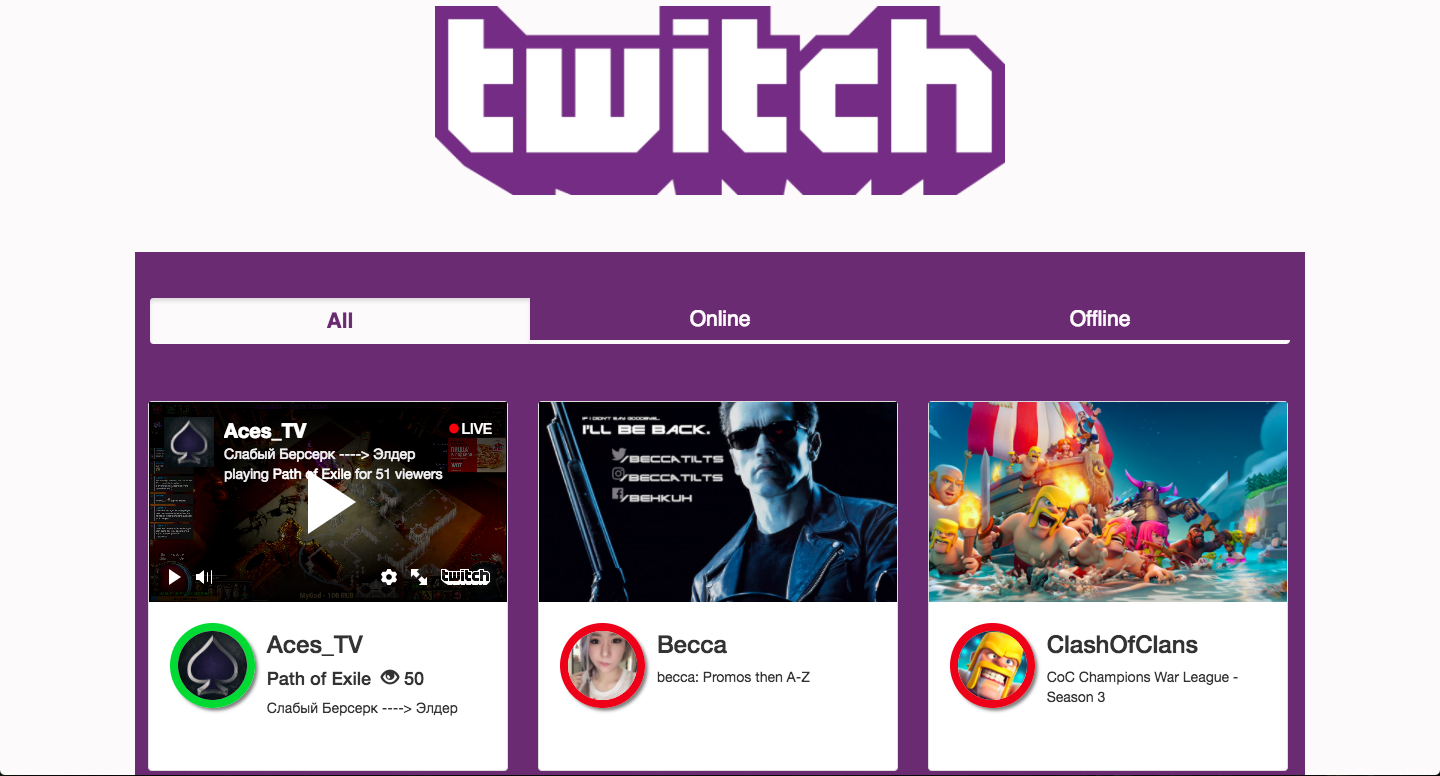 twitch
All
Online
Offline
Aces_TV
LIVE
Слабый Берсерк ----> Элдер
playing Path of Exile for 51 viewers
twitch
IF I DIDN'T SAY GOODBYE...
I'LL BE BACK.
/BECCATILTS
/BECCATILTS
/BEHKUH
Aces_TV
Path of Exile 50
Слабый Берсерк ----> Элдер
Becca
becca: Promos then A-Z
ClashOfClans
CoC Champions War League -
Season 3